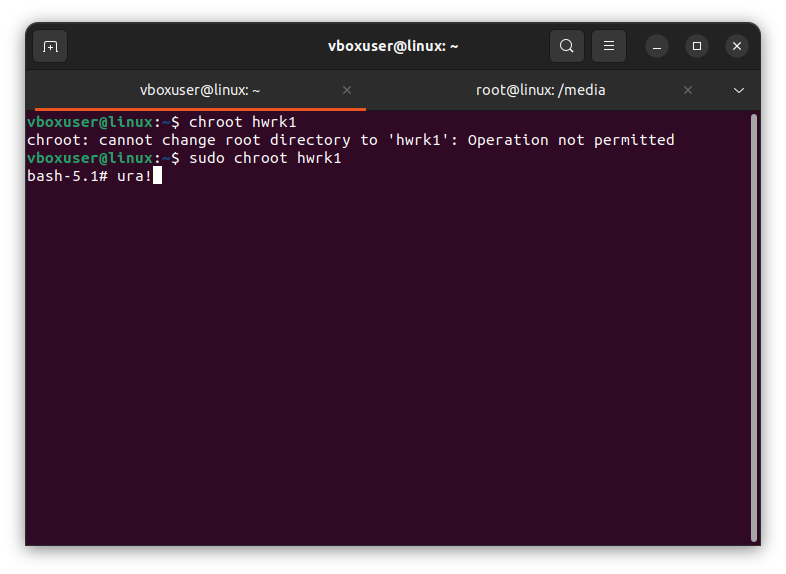 vboxuser@linux: ~
vboxuser@linux: ~
root@linux: /media
vboxuser@linux:~$ chroot hwrk1
chroot: cannot change root directory to 'hwrk1': Operation not permitted
vboxuser@linux:~$ sudo chroot hwrk1
bash-5.1# ura!